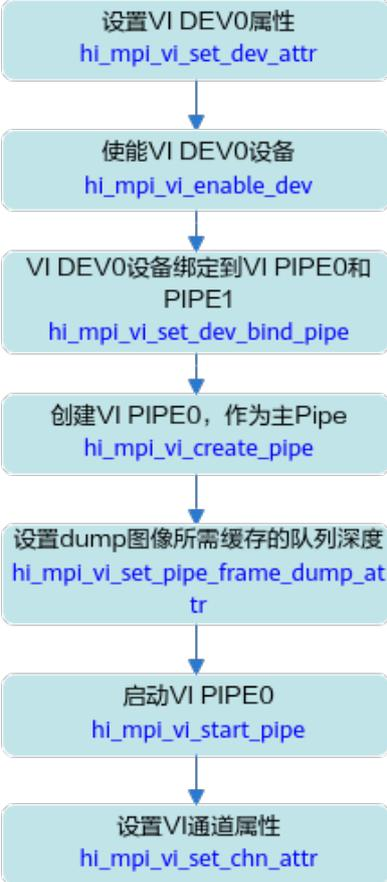 设置VI DEV0属性
hi_mpi_vi_set_dev_attr
使能VI DEV0设备
hi_mpi_vi_enable_dev
VI DEV0设备绑定到VI PIPE0和
PIPE1
hi_mpi_vi_set_dev_bind_pipe
创建VI PIPE0，作为主Pipe
hi_mpi_vi_create_pipe
设置dump图像所需缓存的队列深度
hi_mpi_vi_set_pipe_frame_dump_at
tr
启动VI PIPE0
hi_mpi_vi_start_pipe
设置VI通道属性
hi_mpi_vi_set_chn_attr